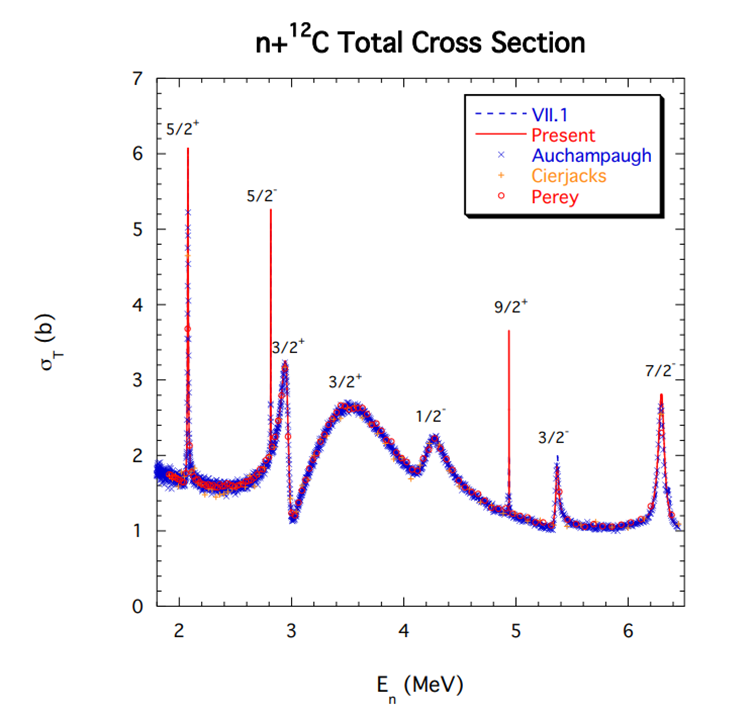 n+¹²C Total Cross Section
7
6
5
4
3
2
1
0
σT (b)
VII.1
Present
Auchampaugh
Cierjacks
Perey
5/2⁺
5/2⁻
3/2⁺
3/2⁺
1/2⁻
9/2⁺
3/2⁻
7/2⁻
2 3 4 5 6
En (MeV)